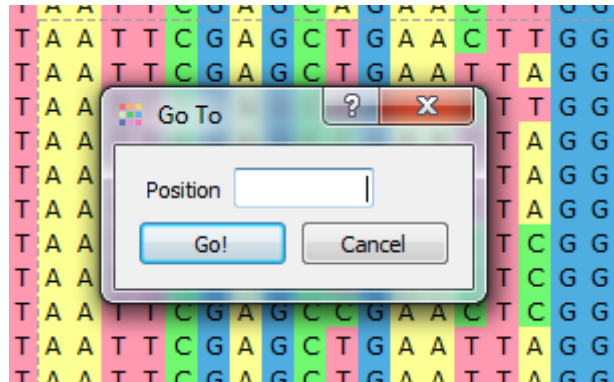 T A A T T C G A G C T G A A C T T G G
T A A T T C G A G C T G A A T T A G G
T A A T T G G
T A A T A G G
T A A T A G G
T A A T A G G
T A A T C G G
T A A T C G G
T A A T T C G A G C C G A A C T C G G
T A A T T C G A G C T G A A T T A G G
Go To ? X
Position
Go! Cancel